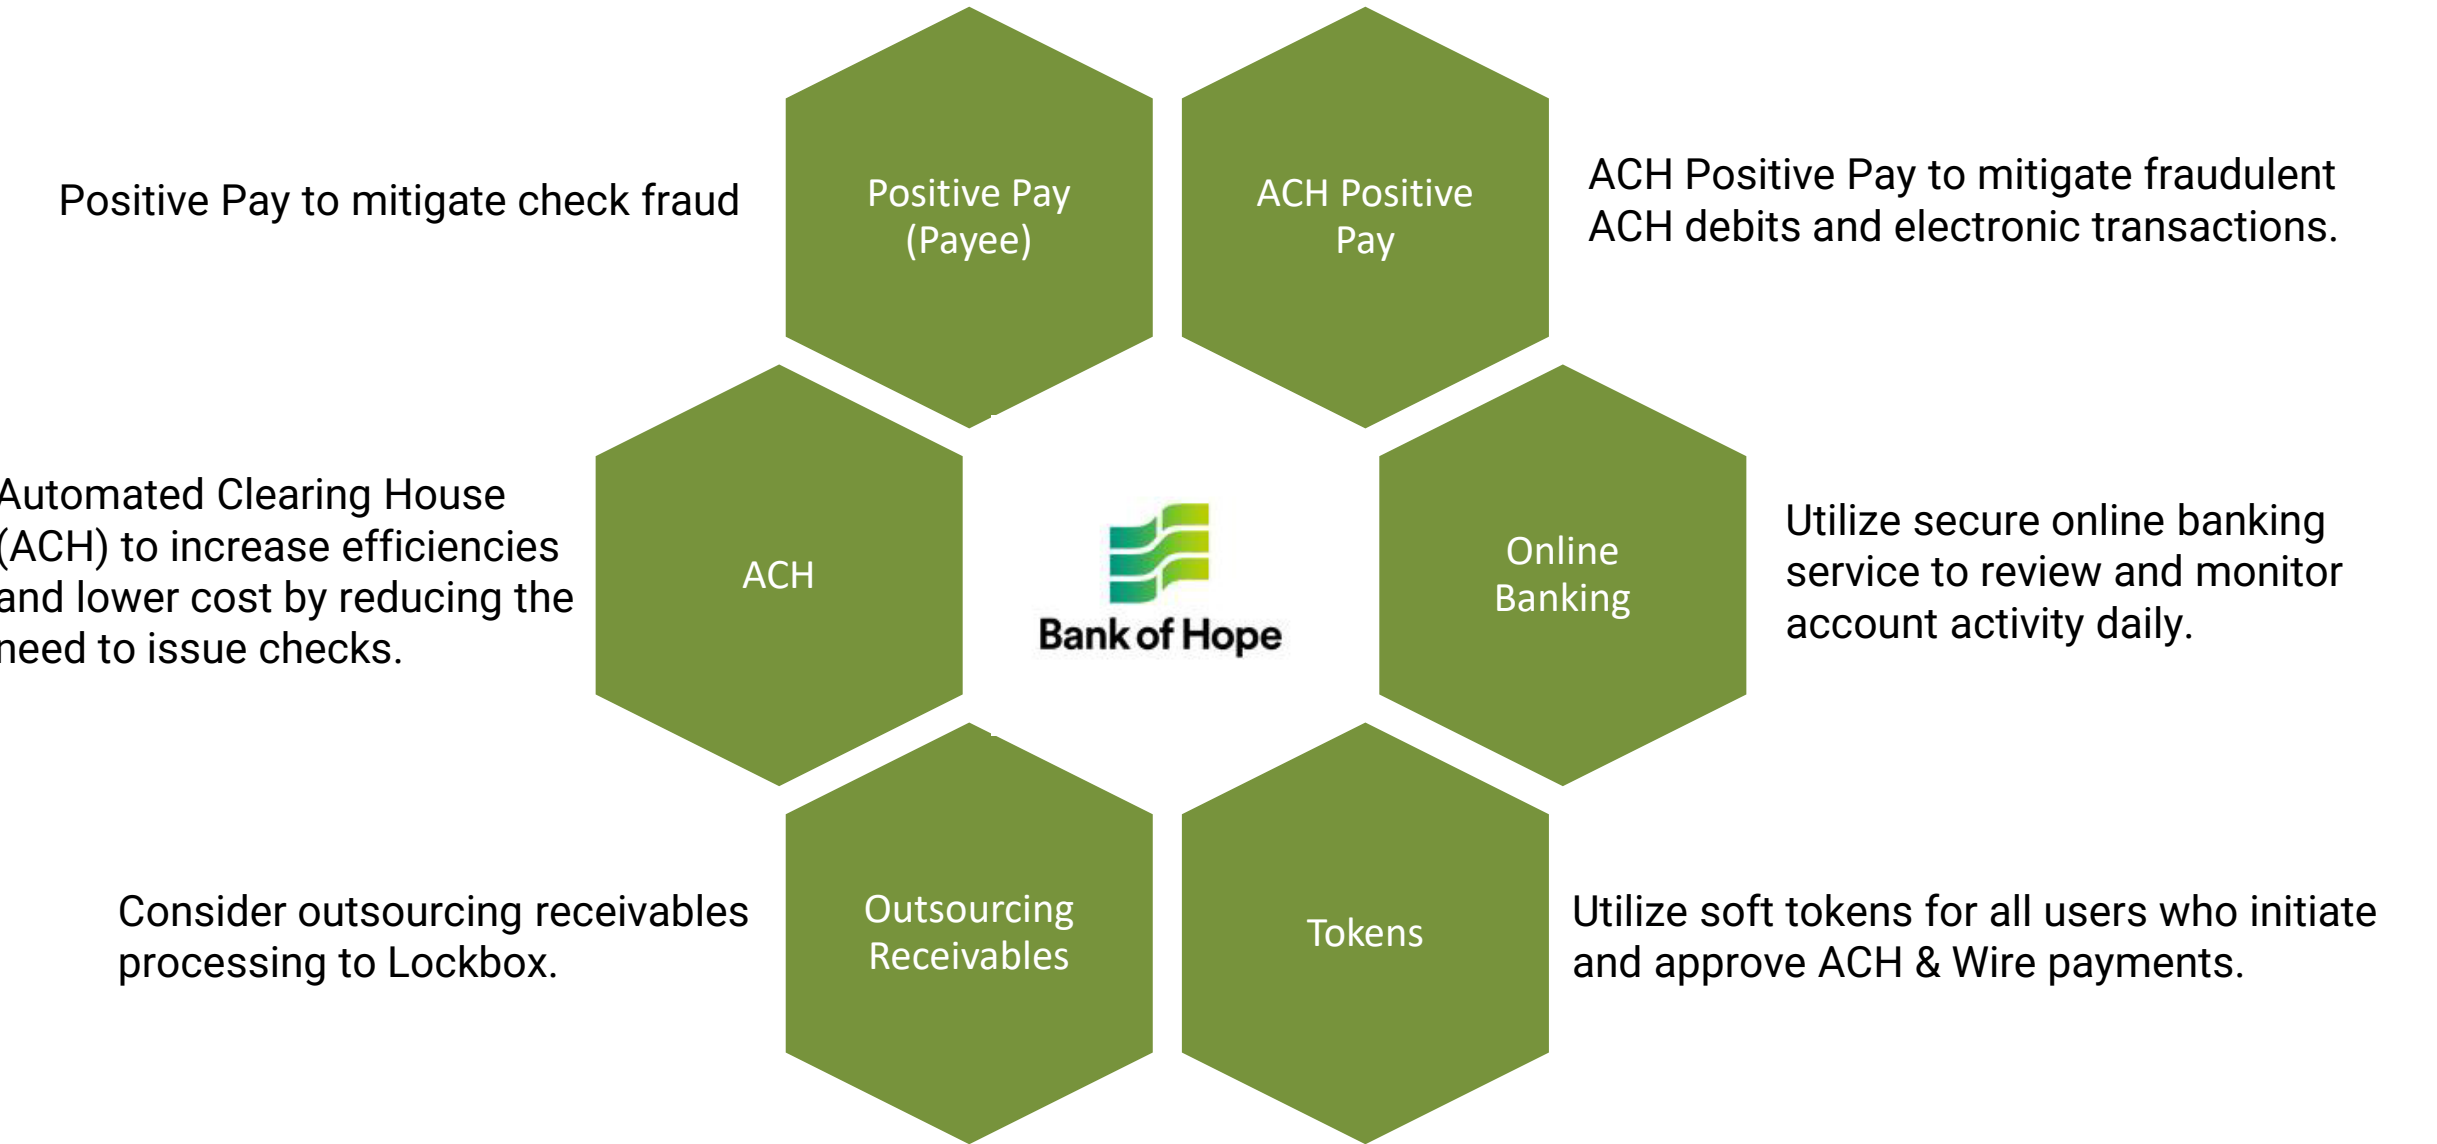 Positive Pay to mitigate check fraud
Positive Pay
(Payee)
ACH Positive
Pay
ACH Positive Pay to mitigate fraudulent
ACH debits and electronic transactions.
Automated Clearing House
(ACH) to increase efficiencies
and lower cost by reducing the
need to issue checks.
ACH
Bank of Hope
Online
Banking
Utilize secure online banking
service to review and monitor
account activity daily.
Consider outsourcing receivables
processing to Lockbox.
Outsourcing
Receivables
Tokens
Utilize soft tokens for all users who initiate
and approve ACH & Wire payments.